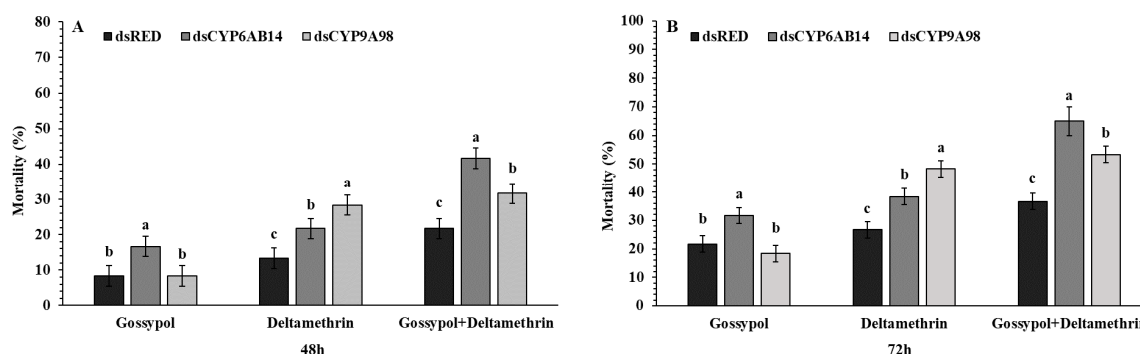 A
dsRED dsCYP6AB14 dsCYP9A98
Mortality (%)
80
70
60
50
40
30
20
10
0
b a b
c b a
c a b
Gossypol Deltamethrin Gossypol+Deltamethrin
48h
B
dsRED dsCYP6AB14 dsCYP9A98
Mortality (%)
100
90
80
70
60
50
40
30
20
10
0
b a b
c b a
c a b
Gossypol Deltamethrin Gossypol+Deltamethrin
72h